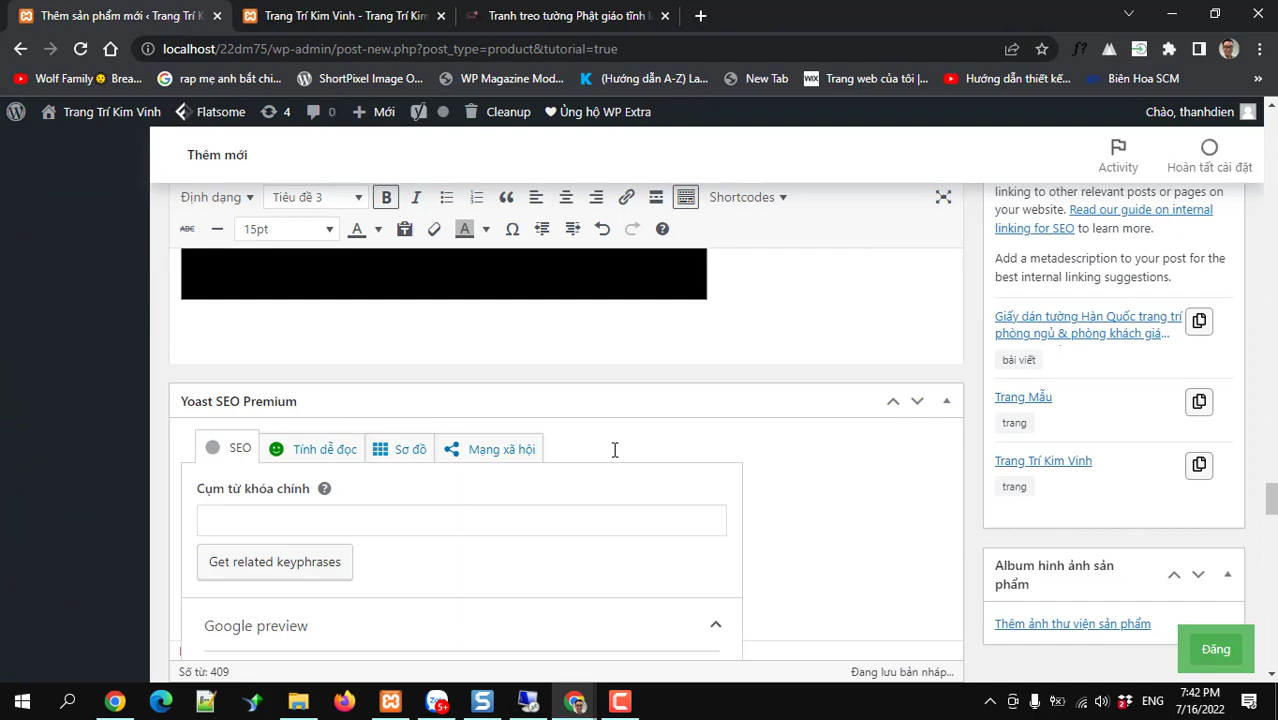 Thêm sản phẩm mới ‹ Trang Trí K
Trang Trí Kim Vinh - Trang Trí Kim
Tranh treo tường Phật giáo tĩnh l
localhost/22dm75/wp-admin/post-new.php?post_type=product&tutorial=true
Wolf Family Brea...
rap mẹ anh bắt chi...
ShortPixel Image O...
WP Magazine Mod...
(Hướng dẫn A-Z) La...
New Tab
WIX
Trang web của tôi |...
Hướng dẫn thiết kế...
Biên Hoa SCM
Trang Trí Kim Vinh
Flatsome
4
0
Mới
Cleanup
Ủng hộ WP Extra
Chào, thanhdien
Thêm mới
Activity
Hoàn tất cài đặt
Định dạng
Tiêu đề 3
B
I
Shortcodes
ABC
15pt
A
A
linking to other relevant posts or pages on
your website. Read our guide on internal
linking for SEO to learn more.
Add a metadescription to your post for the
best internal linking suggestions.
Giấy dán tường Hàn Quốc trang trí
phòng ngủ & phòng khách giá...
bài viết
Trang Mẫu
trang
Trang Trí Kim Vinh
trang
Yoast SEO Premium
SEO
Tính dễ đọc
Sơ đồ
Mạng xã hội
Cụm từ khóa chính
Get related keyphrases
Google preview
Album hình ảnh sản
phẩm
Thêm ảnh thư viện sản phẩm
Đăng
Số từ: 409
Đang lưu bản nháp...
5+
2
ENG
7:42 PM
7/16/2022